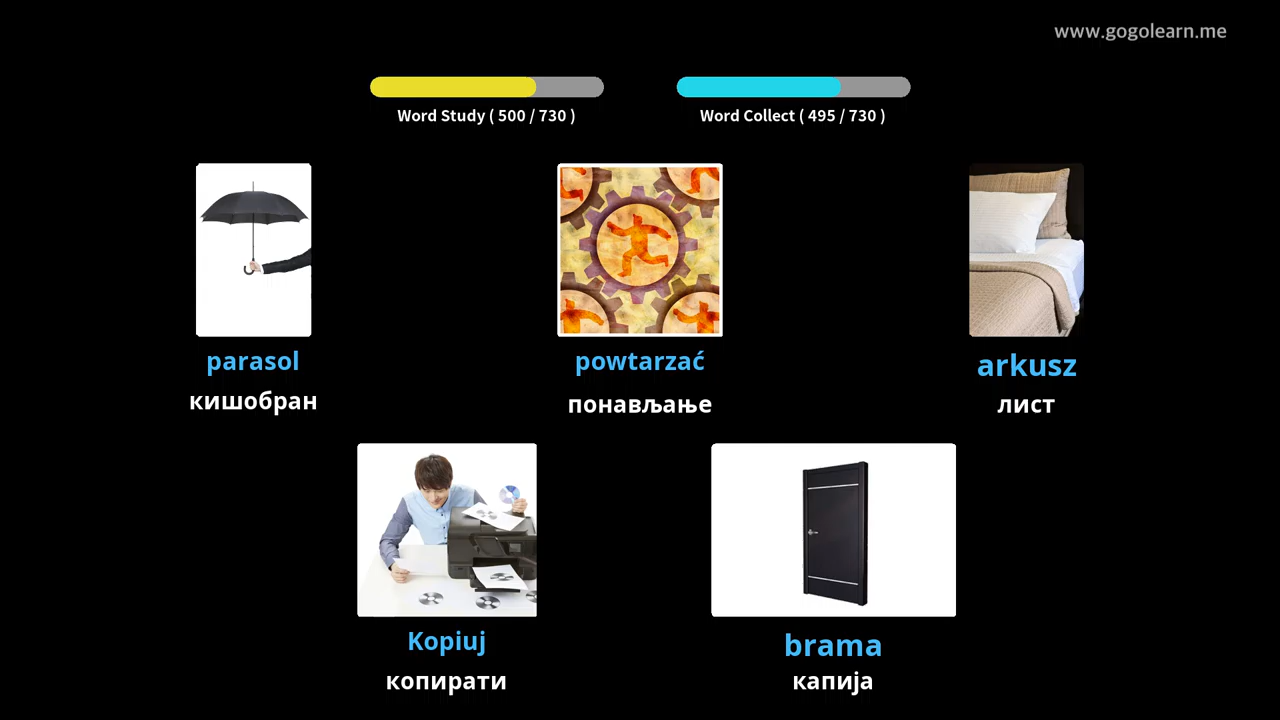 www.gogolearn.me
Word Study ( 500 / 730 )
Word Collect ( 495 / 730 )
parasol
powtarzać
arkusz
кишобран
понављање
лист
Kopiuj
brama
копирати
капија